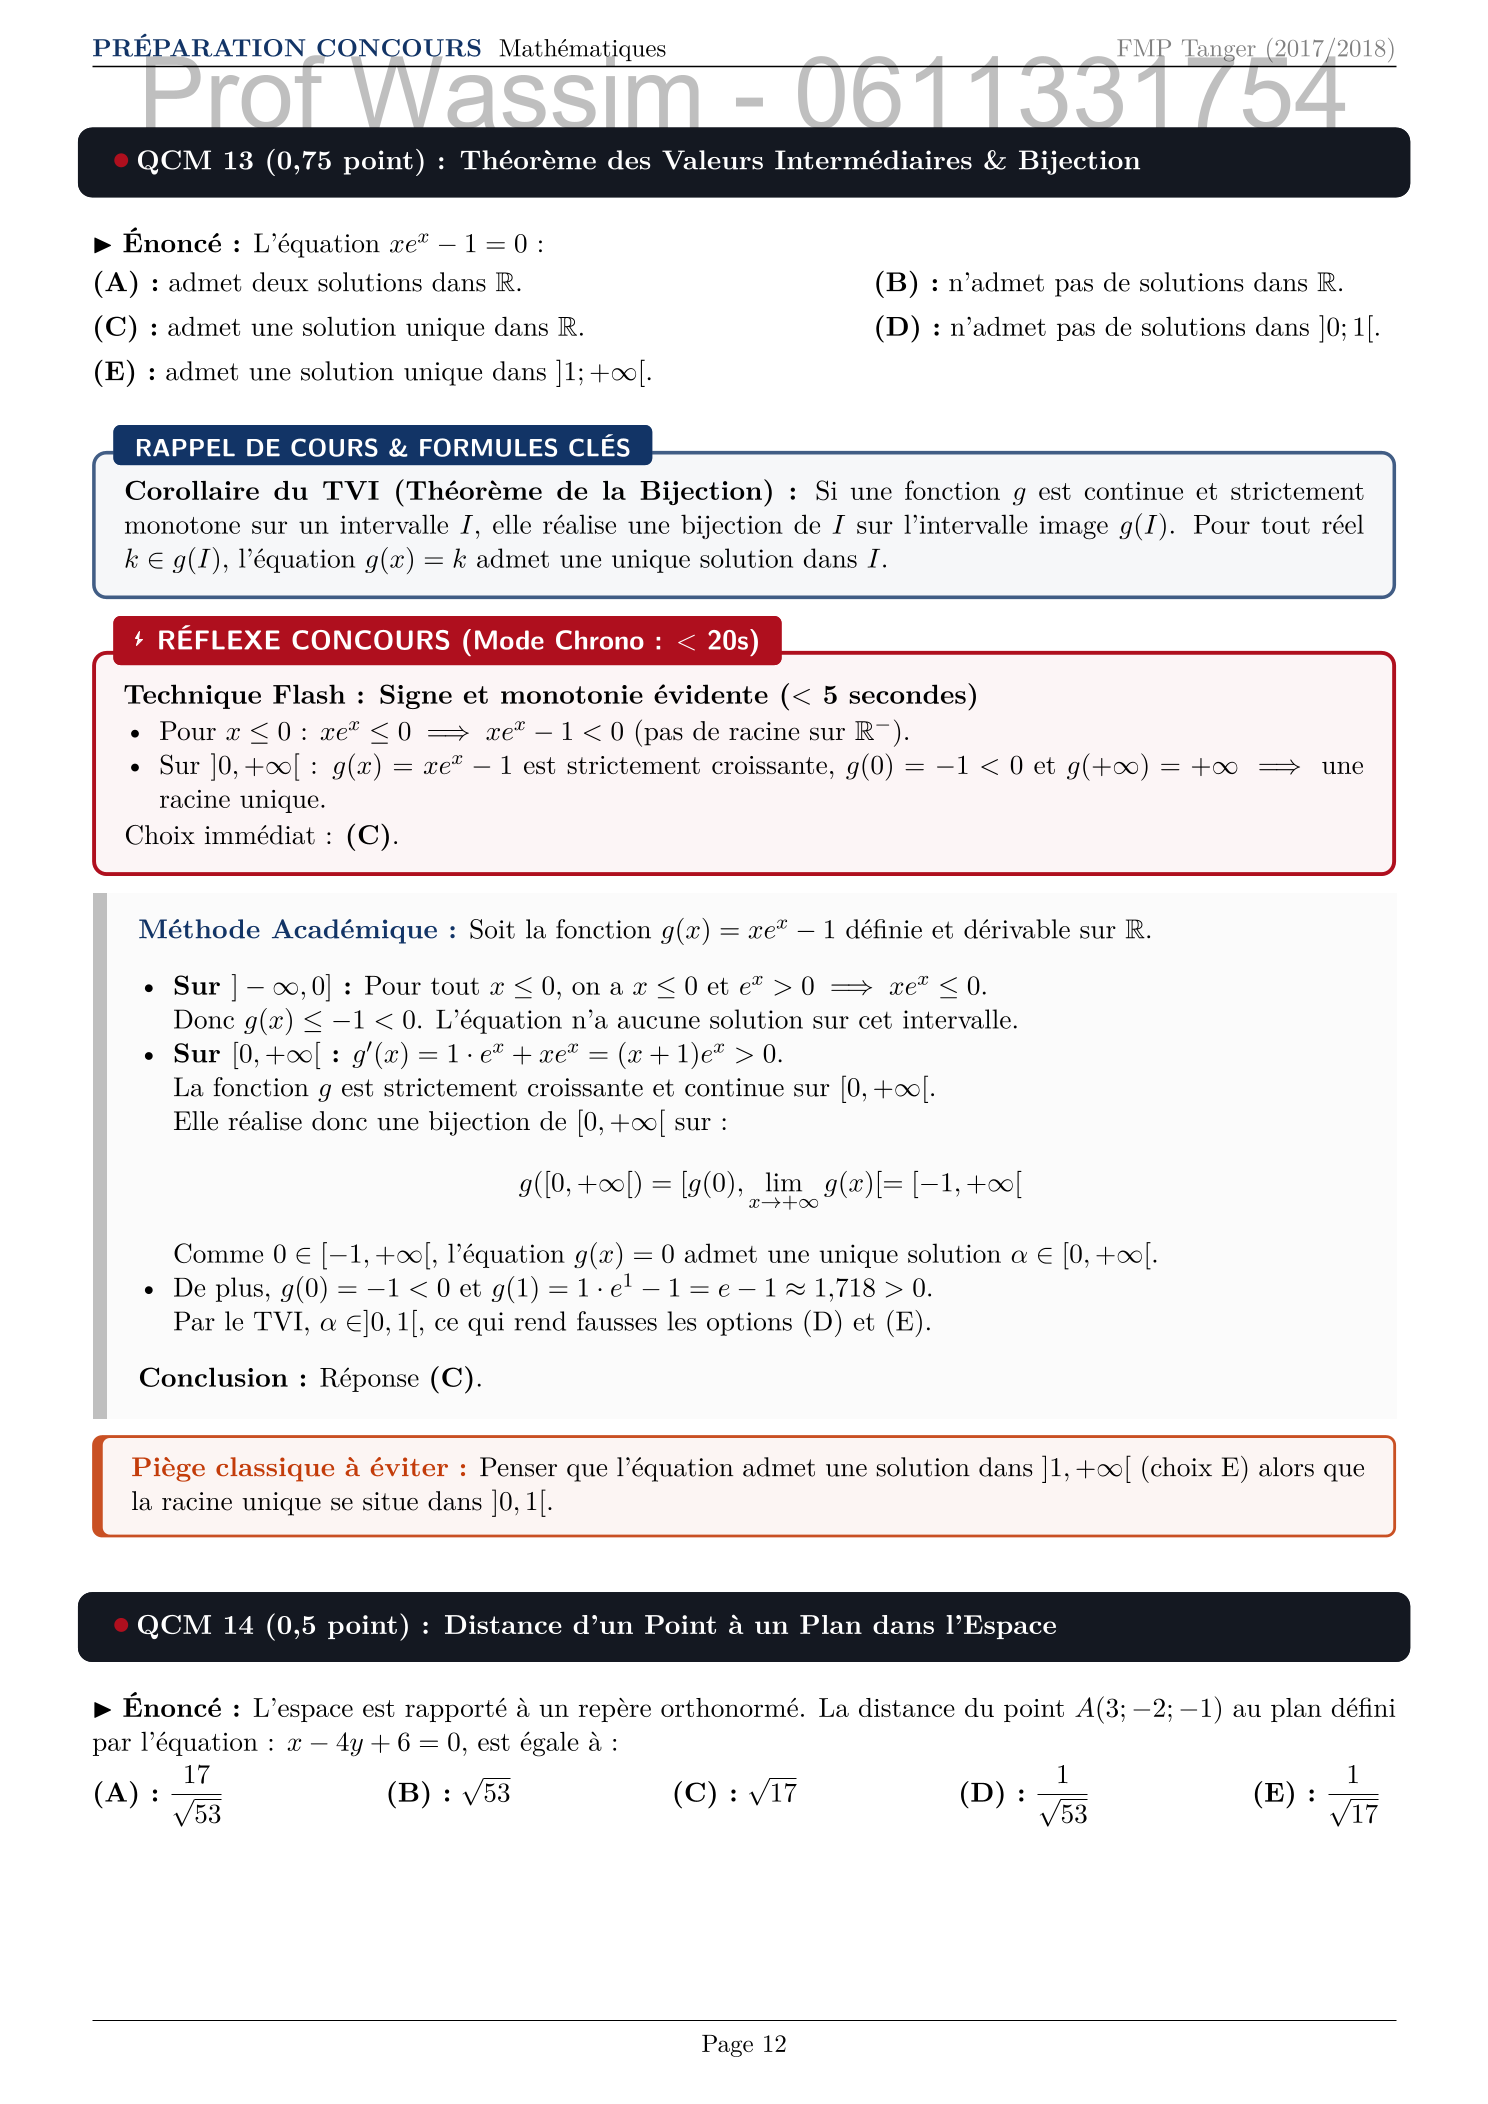 PRÉPARATION CONCOURS Mathématiques FMP Tanger (2017/2018)
Prof Wassim - 0611331754
QCM 13 (0,75 point) : Théorème des Valeurs Intermédiaires & Bijection
▶ Énoncé : L'équation xeˣ − 1 = 0 :
(A) : admet deux solutions dans ℝ. (B) : n'admet pas de solutions dans ℝ.
(C) : admet une solution unique dans ℝ. (D) : n'admet pas de solutions dans ]0; 1[.
(E) : admet une solution unique dans ]1; +∞[.
RAPPEL DE COURS & FORMULES CLÉS
Corollaire du TVI (Théorème de la Bijection) : Si une fonction g est continue et strictement
monotone sur un intervalle I, elle réalise une bijection de I sur l'intervalle image g(I). Pour tout réel
k ∈ g(I), l'équation g(x) = k admet une unique solution dans I.
RÉFLEXE CONCOURS (Mode Chrono : < 20s)
Technique Flash : Signe et monotonie évidente (< 5 secondes)
• Pour x ≤ 0 : xeˣ ≤ 0 ⟹ xeˣ − 1 < 0 (pas de racine sur ℝ⁻).
• Sur ]0, +∞[ : g(x) = xeˣ − 1 est strictement croissante, g(0) = −1 < 0 et g(+∞) = +∞ ⟹ une
racine unique.
Choix immédiat : (C).
Méthode Académique : Soit la fonction g(x) = xeˣ − 1 définie et dérivable sur ℝ.
• Sur ] − ∞, 0] : Pour tout x ≤ 0, on a x ≤ 0 et eˣ > 0 ⟹ xeˣ ≤ 0.
Donc g(x) ≤ −1 < 0. L'équation n'a aucune solution sur cet intervalle.
• Sur [0, +∞[ : g′(x) = 1 · eˣ + xeˣ = (x + 1)eˣ > 0.
La fonction g est strictement croissante et continue sur [0, +∞[.
Elle réalise donc une bijection de [0, +∞[ sur :
g([0, +∞[) = [g(0), lim x→+∞ g(x)[= [−1, +∞[
Comme 0 ∈ [−1, +∞[, l'équation g(x) = 0 admet une unique solution α ∈ [0, +∞[.
• De plus, g(0) = −1 < 0 et g(1) = 1 · e¹ − 1 = e − 1 ≈ 1,718 > 0.
Par le TVI, α ∈]0, 1[, ce qui rend fausses les options (D) et (E).
Conclusion : Réponse (C).
Piège classique à éviter : Penser que l'équation admet une solution dans ]1, +∞[ (choix E) alors que
la racine unique se situe dans ]0, 1[.
QCM 14 (0,5 point) : Distance d'un Point à un Plan dans l'Espace
▶ Énoncé : L'espace est rapporté à un repère orthonormé. La distance du point A(3; −2; −1) au plan défini
par l'équation : x − 4y + 6 = 0, est égale à :
(A) : 17/√53 (B) : √53 (C) : √17 (D) : 1/√53 (E) : 1/√17
Page 12